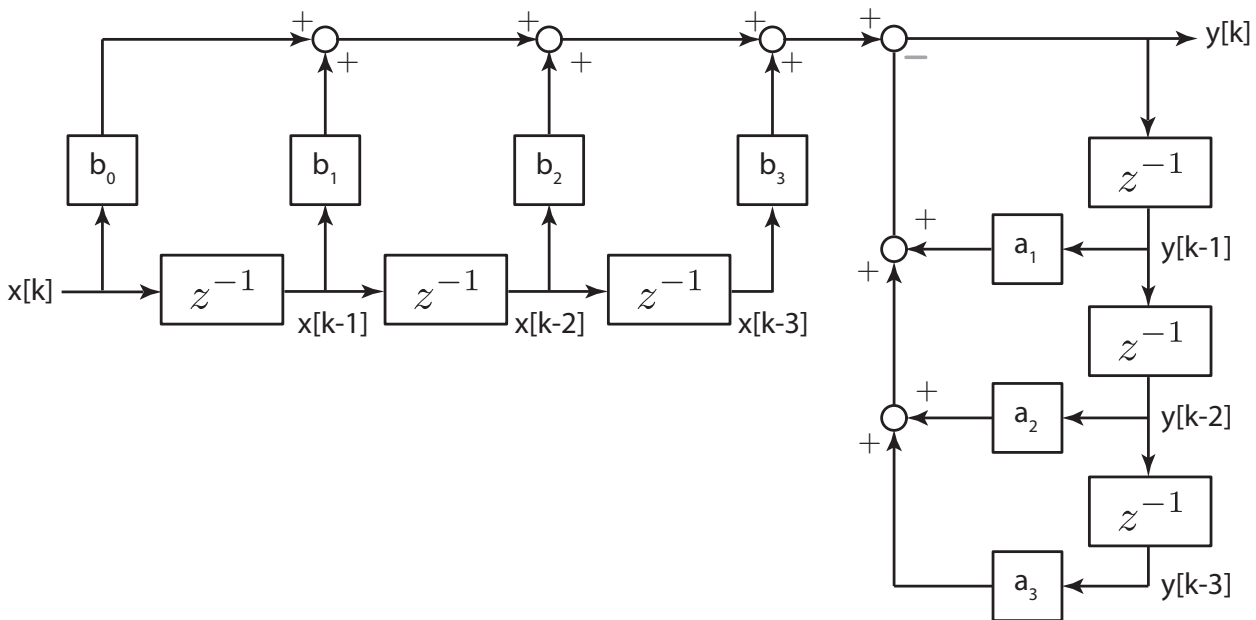 + + + + y[k]
+ + + + −
b₀ b₁ b₂ b₃ z⁻¹
+ a₁ y[k-1]
x[k] z⁻¹ z⁻¹ z⁻¹ +
x[k-1] x[k-2] x[k-3]
z⁻¹
+ a₂ y[k-2]
+
z⁻¹
a₃ y[k-3]